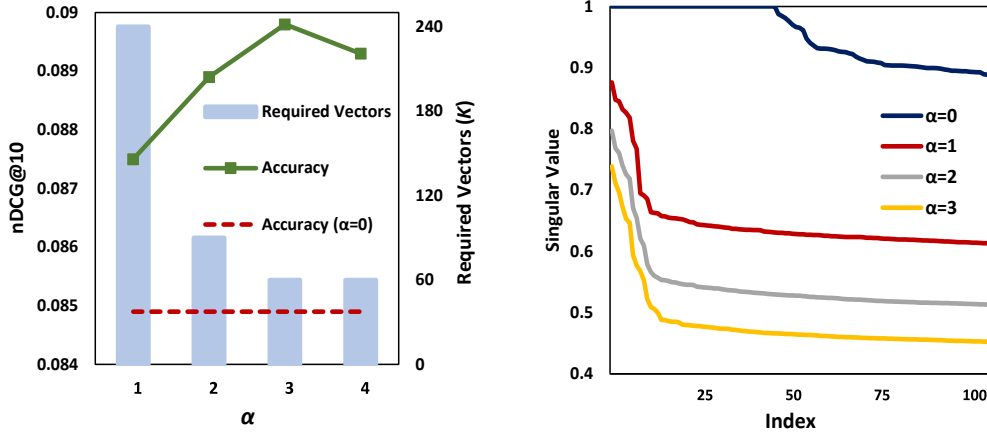 0.09
0.089
0.088
0.087
0.086
0.085
0.084
nDCG@10
240
180
120
60
0
Required Vectors (K)
Required Vectors
Accuracy
Accuracy (α=0)
1 2 3 4
α
1
0.9
0.8
0.7
0.6
0.5
0.4
Singular Value
α=0
α=1
α=2
α=3
25 50 75 100
Index